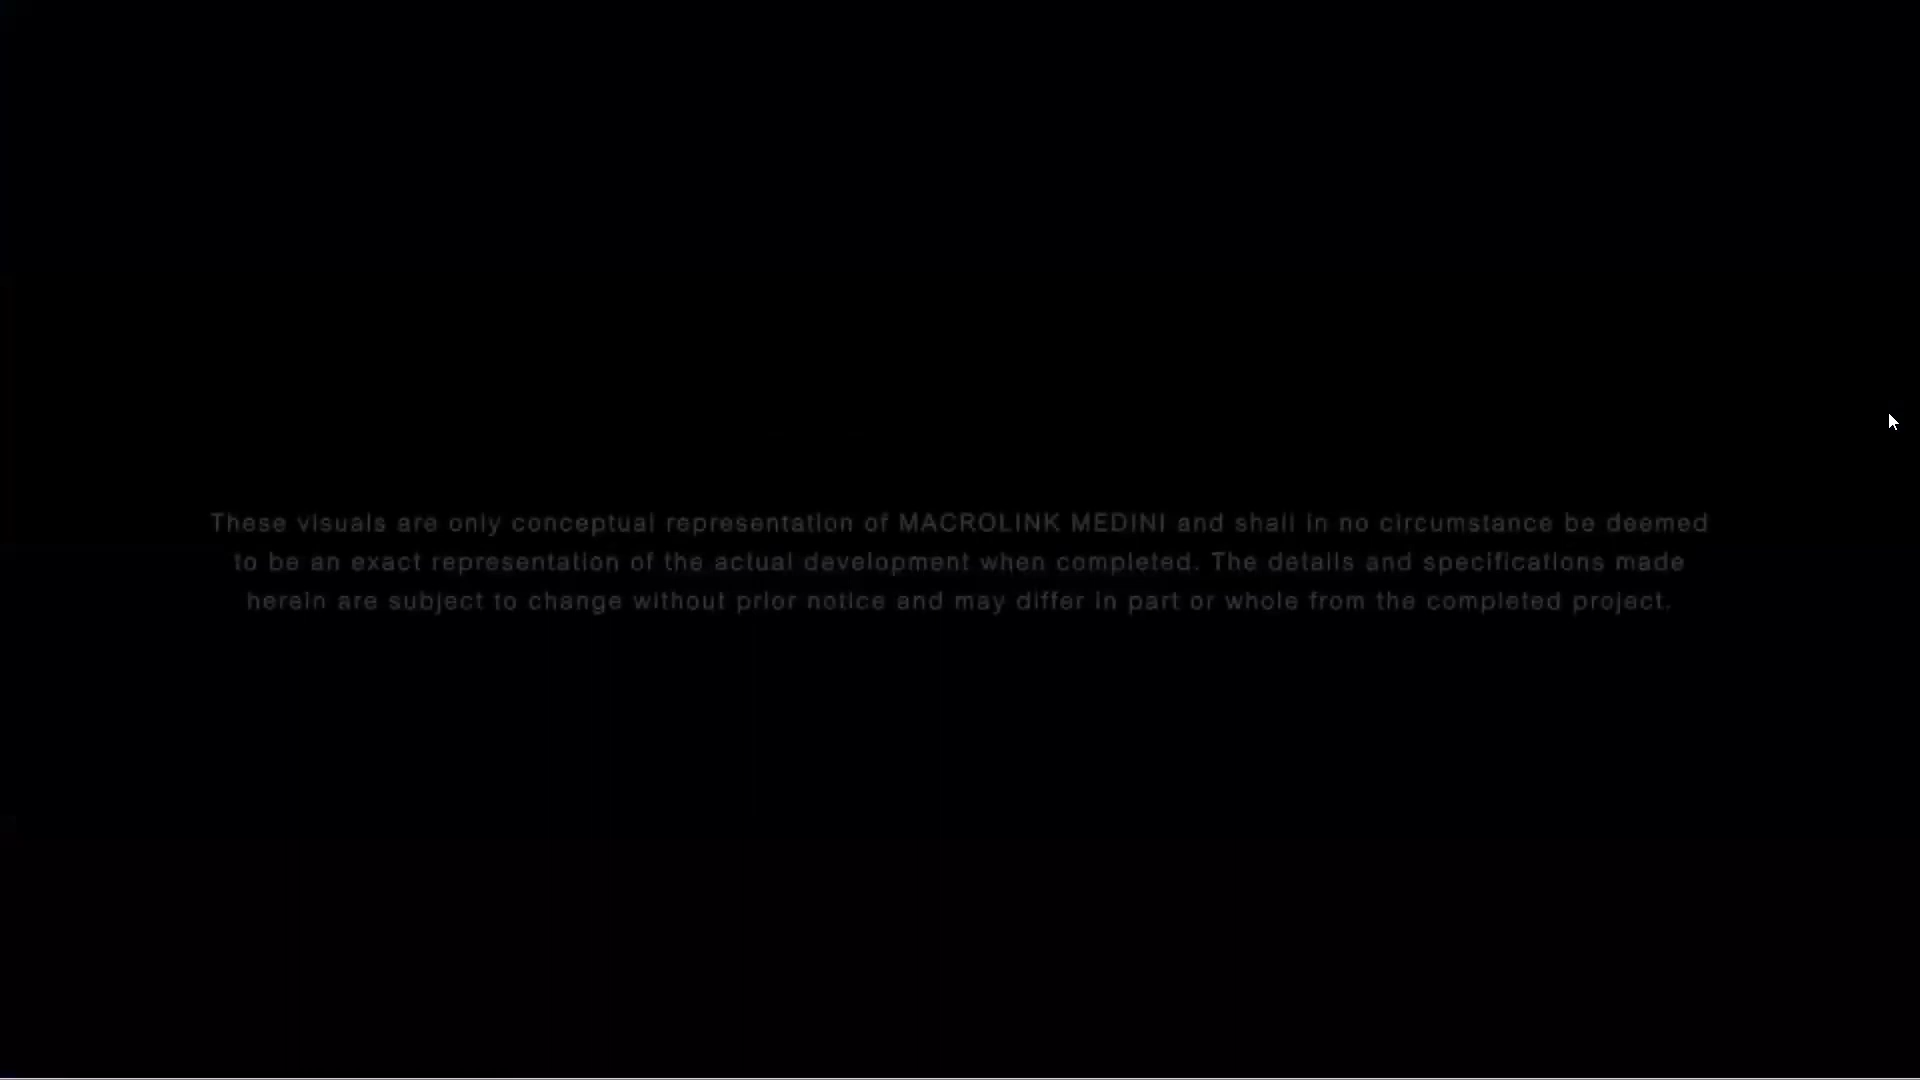 These visuals are only conceptual representation of MACROLINK MEDINI and shall in no circumstance be deemed
to be an exact representation of the actual development when completed. The details and specifications made
herein are subject to change without prior notice and may differ in part or whole from the completed project.